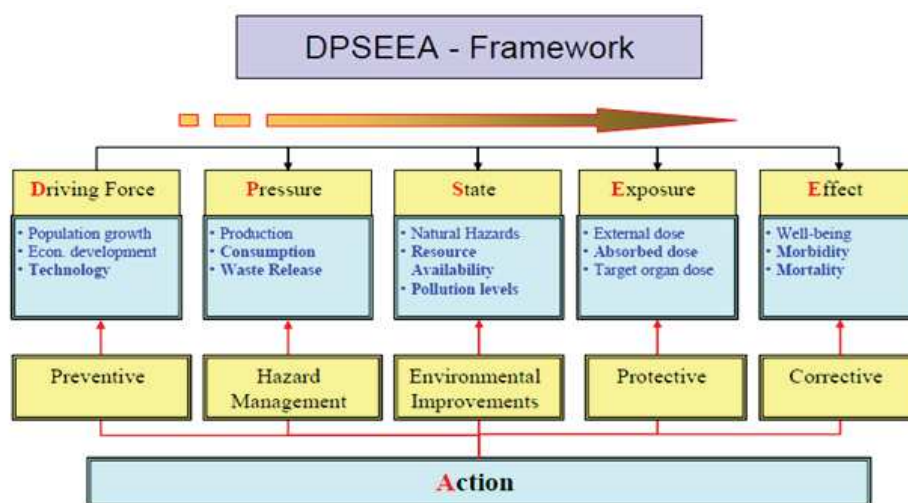 DPSEEA - Framework
Driving Force
• Population growth
• Econ. development
• Technology
Pressure
• Production
• Consumption
• Waste Release
State
• Natural Hazards
• Resource
Availability
• Pollution levels
Exposure
• External dose
• Absorbed dose
• Target organ dose
Effect
• Well-being
• Morbidity
• Mortality
Preventive
Hazard
Management
Environmental
Improvements
Protective
Corrective
Action